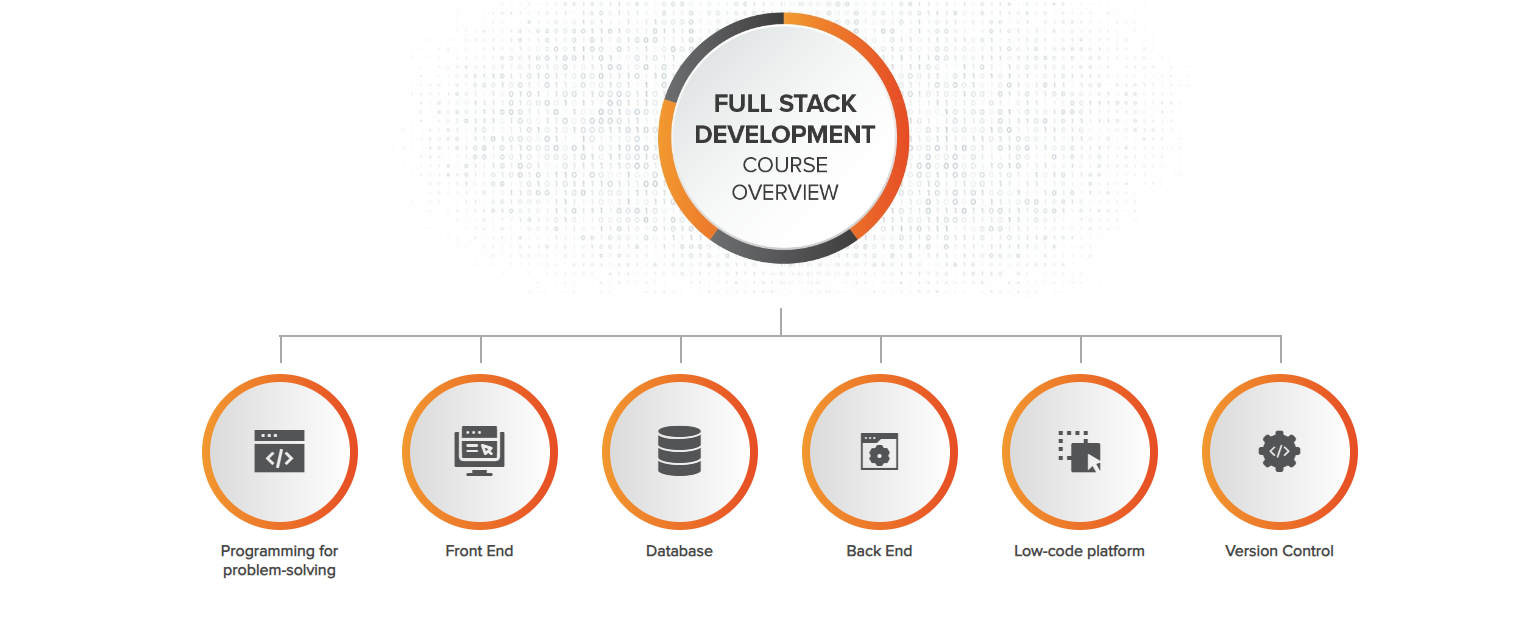 FULL STACK
DEVELOPMENT
COURSE
OVERVIEW
Programming for
problem-solving
Front End
Database
Back End
Low-code platform
Version Control